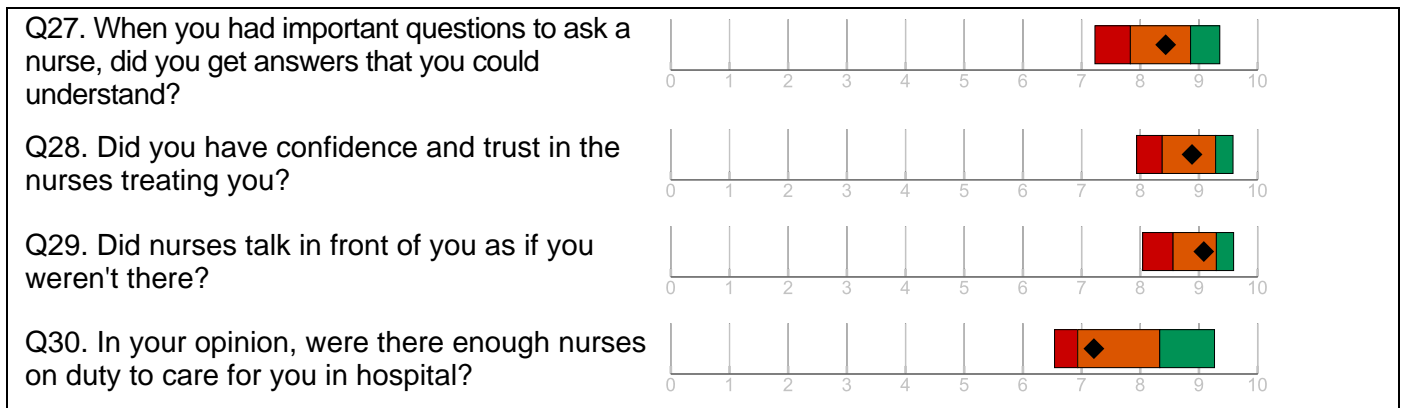 Q27. When you had important questions to ask a
nurse, did you get answers that you could
understand?
0 1 2 3 4 5 6 7 8 9 10
Q28. Did you have confidence and trust in the
nurses treating you?
0 1 2 3 4 5 6 7 8 9 10
Q29. Did nurses talk in front of you as if you
weren't there?
0 1 2 3 4 5 6 7 8 9 10
Q30. In your opinion, were there enough nurses
on duty to care for you in hospital?
0 1 2 3 4 5 6 7 8 9 10